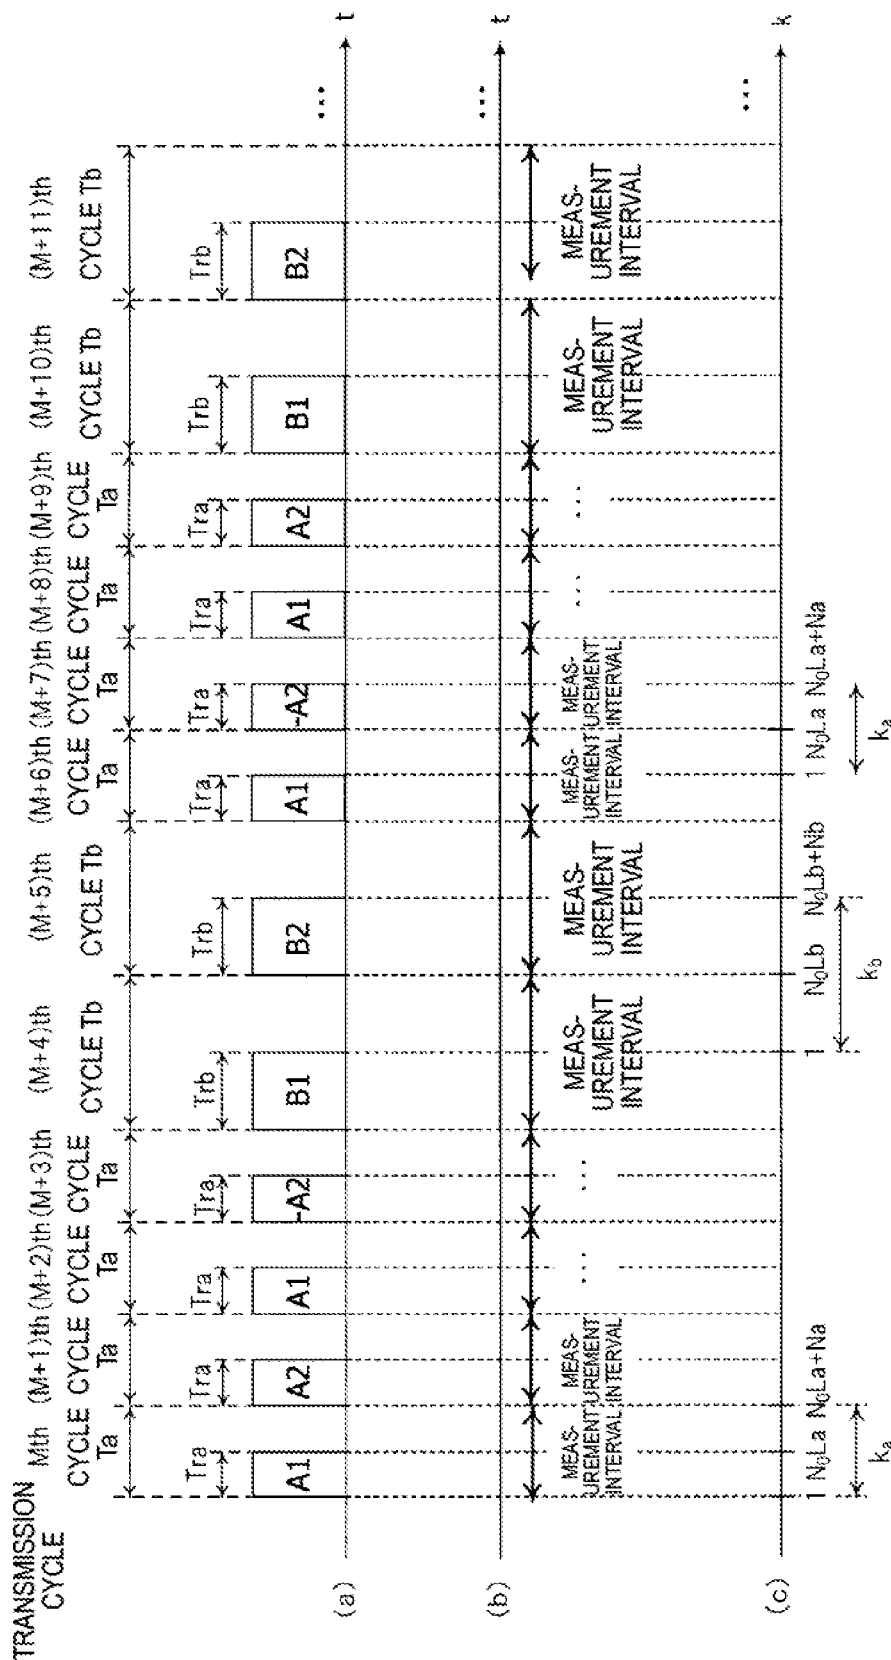 TRANSMISSION
CYCLE
Mth (M+1)th (M+2)th (M+3)th (M+4)th (M+5)th (M+6)th (M+7)th (M+8)th (M+9)th (M+10)th (M+11)th
CYCLE CYCLE CYCLE CYCLE CYCLE Tb CYCLE Tb CYCLE CYCLE CYCLE CYCLE CYCLE Tb CYCLE Tb
Ta Ta Ta Ta Ta Ta Ta Ta
Tra Tra Tra Tra Trb Trb Tra Tra Tra Tra Trb Trb
A1 A2 A1 -A2 B1 B2 A1 -A2 A1 A2 B1 B2
(a) ... t
(b) ... t
MEAS- MEAS- ... ... MEAS- MEAS- MEAS- MEAS- ... ... MEAS- MEAS-
UREMENT UREMENT UREMENT UREMENT UREMENT UREMENT UREMENT UREMENT
INTERVAL INTERVAL INTERVAL INTERVAL INTERVAL INTERVAL INTERVAL INTERVAL
(c) ... k
1 N₀La N₀La+Na 1 N₀Lb N₀Lb+Nb 1 N₀La N₀La+Na
kₐ k_b kₐ